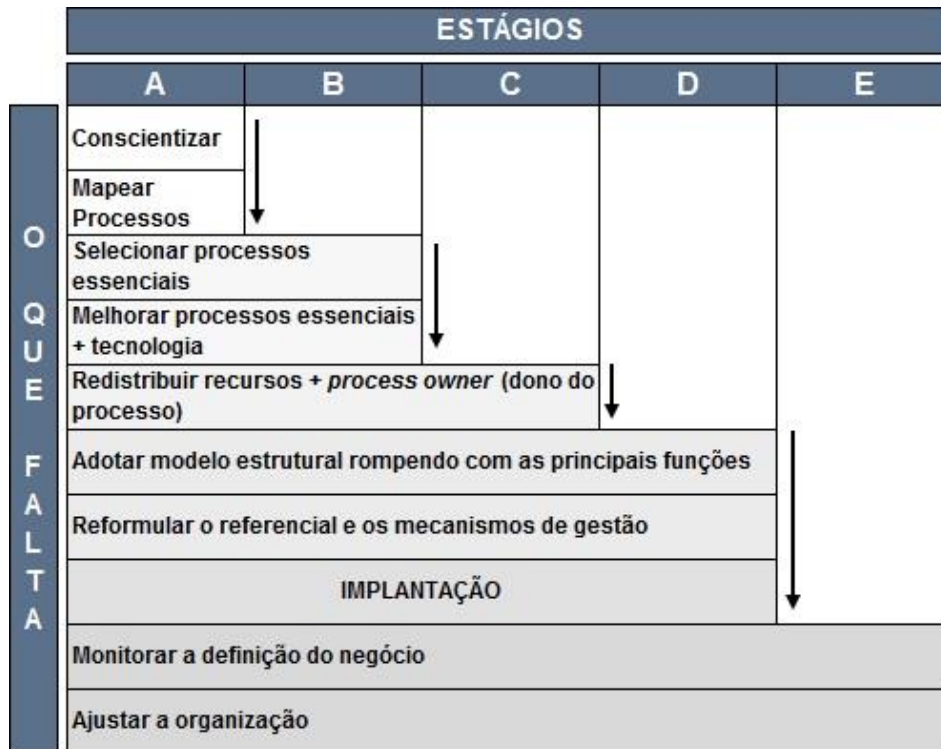 ESTÁGIOS
A B C D E
O QUE FALTA
Conscientizar
Mapear
Processos
Selecionar processos
essenciais
Melhorar processos essenciais
+ tecnologia
Redistribuir recursos + process owner (dono do
processo)
Adotar modelo estrutural rompendo com as principais funções
Reformular o referencial e os mecanismos de gestão
IMPLANTAÇÃO
Monitorar a definição do negócio
Ajustar a organização